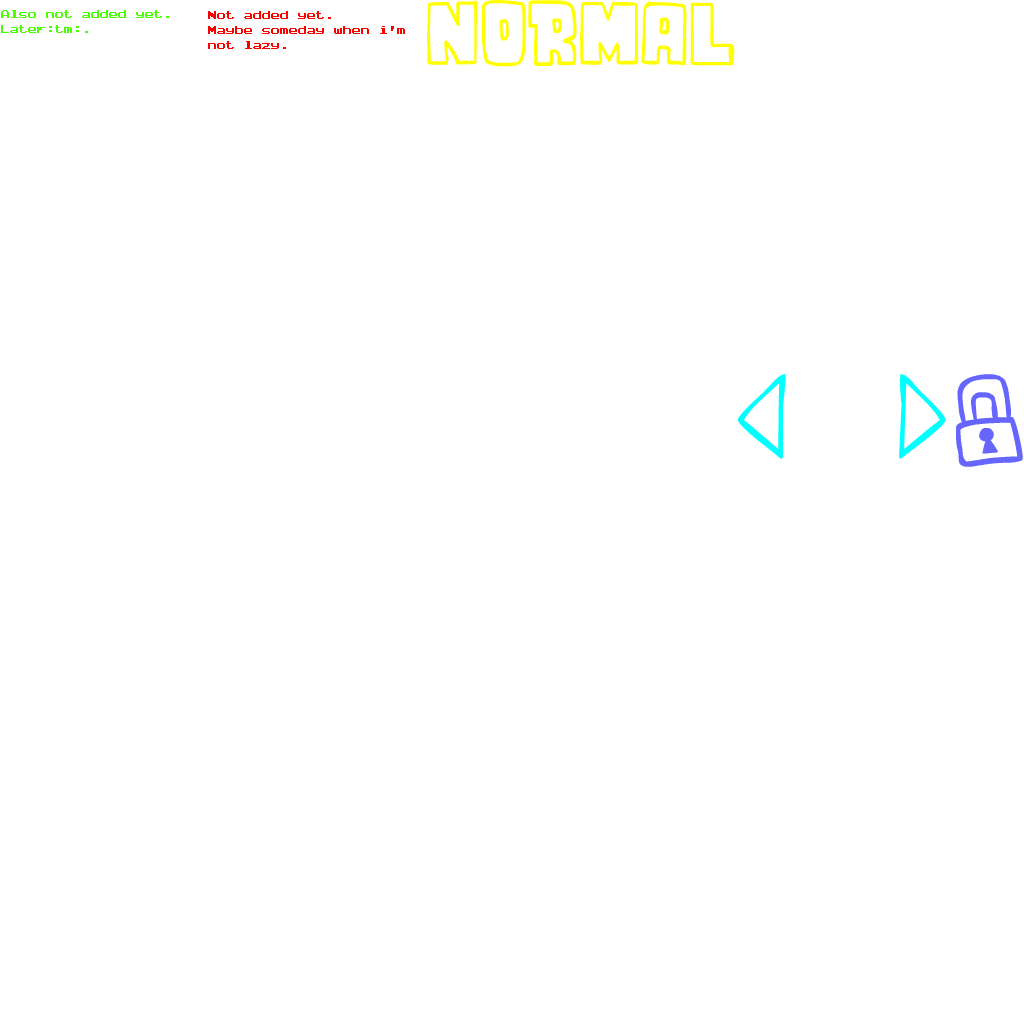 Also not added yet.
Later:tm:.
Not added yet.
Maybe someday when i'm
not lazy.
NORMAL